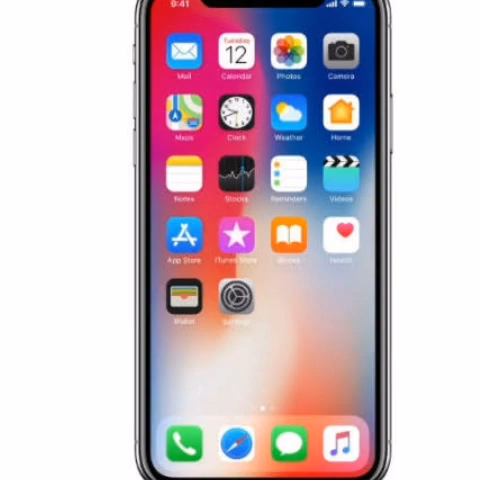 9:41
Tuesday
12
Mail Calendar Photos Camera
Maps Clock Weather Home
Notes Stocks Reminders Videos
App Store iTunes Store iBooks Health
Wallet Settings